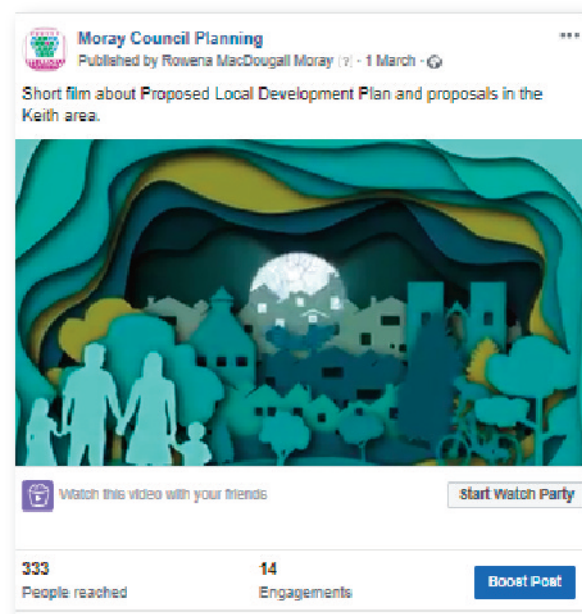 Moray Council Planning
Published by Rowena MacDougall Moray [?] · 1 March ·
Short film about Proposed Local Development Plan and proposals in the
Keith area.
Watch this video with your friends
Start Watch Party
333
People reached
14
Engagements
Boost Post